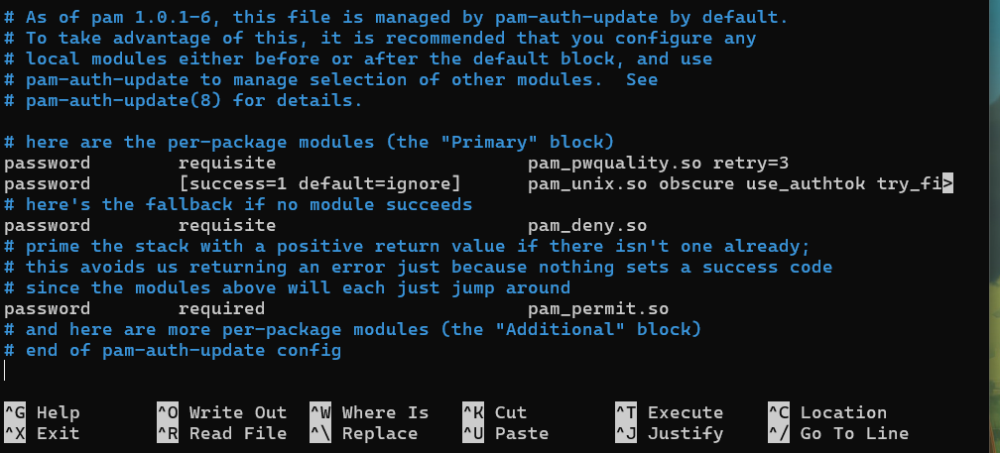 # As of pam 1.0.1-6, this file is managed by pam-auth-update by default.
# To take advantage of this, it is recommended that you configure any
# local modules either before or after the default block, and use
# pam-auth-update to manage selection of other modules.  See
# pam-auth-update(8) for details.

# here are the per-package modules (the "Primary" block)
password        requisite                       pam_pwquality.so retry=3
password        [success=1 default=ignore]      pam_unix.so obscure use_authtok try_fi>
# here's the fallback if no module succeeds
password        requisite                       pam_deny.so
# prime the stack with a positive return value if there isn't one already;
# this avoids us returning an error just because nothing sets a success code
# since the modules above will each just jump around
password        required                        pam_permit.so
# and here are more per-package modules (the "Additional" block)
# end of pam-auth-update config

^G Help        ^O Write Out   ^W Where Is    ^K Cut         ^T Execute     ^C Location
^X Exit        ^R Read File   ^\ Replace     ^U Paste       ^J Justify     ^/ Go To Line